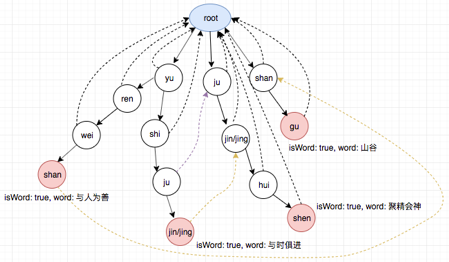 root
yu
ju
shan
ren
wei
shi
jin/jing
gu
isWord: true, word: 山谷
shan
isWord: true, word: 与人为善
ju
hui
shen
isWord: true, word: 聚精会神
jin/jing
isWord: true, word: 与时俱进